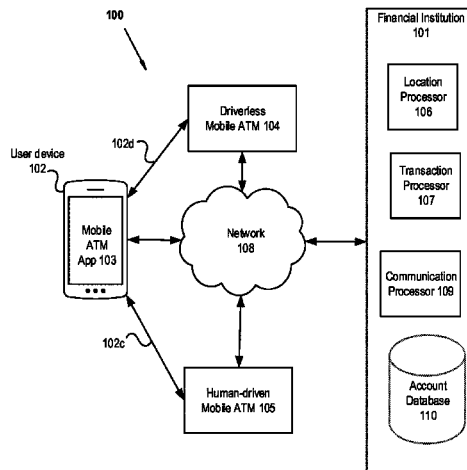 100
Financial Institution
101
Location
Processor
106
Driverless
Mobile ATM 104
102d
User device
102
Transaction
Processor
107
Mobile
ATM
App 103
Network
108
Communication
Processor 109
102c
Human-driven
Mobile ATM 105
Account
Database
110